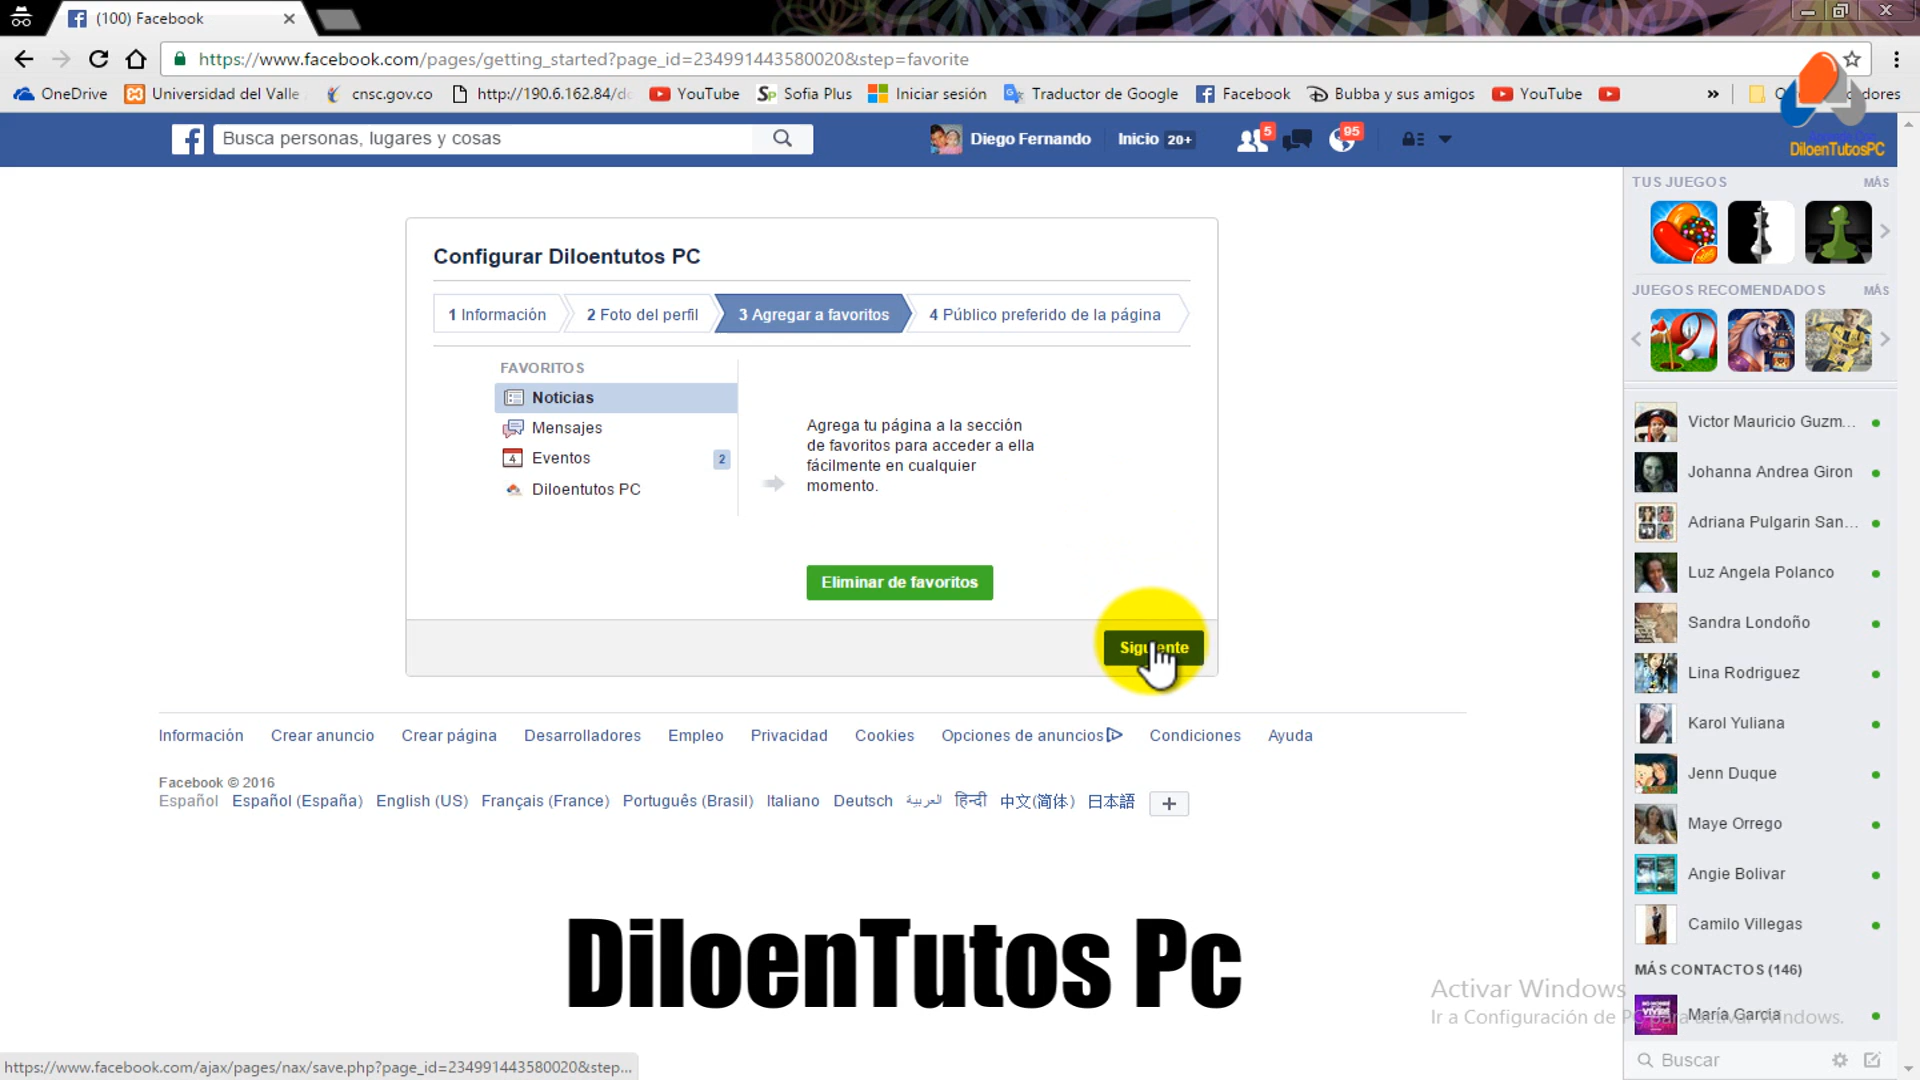 (100) Facebook
https://www.facebook.com/pages/getting_started?page_id=2349914435800208&step=favorite
OneDrive
Universidad del Valle
cnsc.gov.co
http://190.6.162.84/dc
YouTube
Sofia Plus
Iniciar sesión
Traductor de Google
Facebook
Bubba y sus amigos
YouTube
»
Busca personas, lugares y cosas
Diego Fernando
Inicio 20+
5
95
DiloenTutosPC
TUS JUEGOS MÁS
JUEGOS RECOMENDADOS MÁS
Configurar Diloentutos PC
1 Información
2 Foto del perfil
3 Agregar a favoritos
4 Público preferido de la página
FAVORITOS
Noticias
Mensajes
4 Eventos 2
Diloentutos PC
Agrega tu página a la sección
de favoritos para acceder a ella
fácilmente en cualquier
momento.
Eliminar de favoritos
Siguiente
Información Crear anuncio Crear página Desarrolladores Empleo Privacidad Cookies Opciones de anuncios Condiciones Ayuda
Facebook © 2016
Español Español (España) English (US) Français (France) Português (Brasil) Italiano Deutsch العربية हिन्दी 中文(简体) 日本語 +
Victor Mauricio Guzm...
Johanna Andrea Giron
Adriana Pulgarin San...
Luz Angela Polanco
Sandra Londoño
Lina Rodriguez
Karol Yuliana
Jenn Duque
Maye Orrego
Angie Bolivar
Camilo Villegas
MÁS CONTACTOS (146)
María Garcia
Buscar
DiloenTutos Pc
Activar Windows
Ir a Configuración de PC para activar Windows.
https://www.facebook.com/ajax/pages/nax/save.php?page_id=2349914435800208&step...